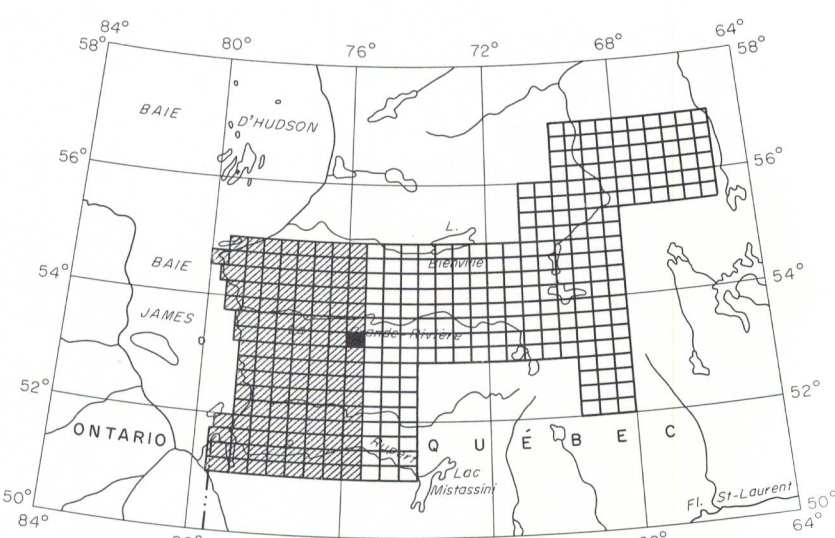 84°
58°
80°
76°
72°
68°
64°
58°
BAIE
D'HUDSON
56°
56°
L.
Bienville
BAIE
JAMES
54°
54°
Grande-Rivière
52°
52°
ONTARIO
QUÉBEC
Rupert
Lac
Mistassini
Fl. St-Laurent
50°
84°
50°
64°